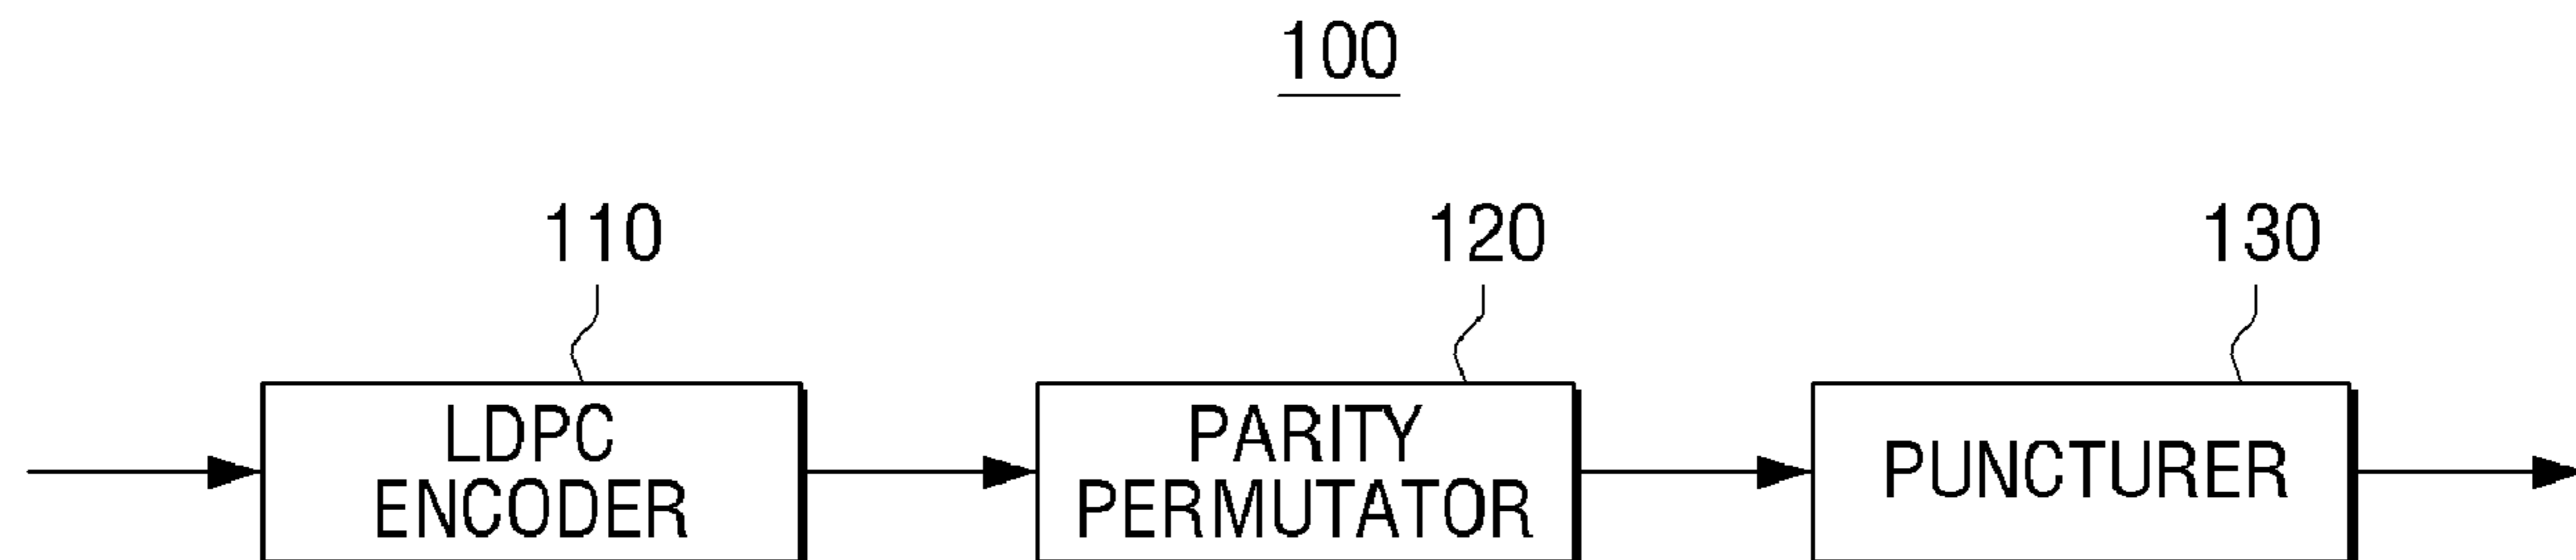 100
110
120
130
LDPC
ENCODER
PARITY
PERMUTATOR
PUNCTURER